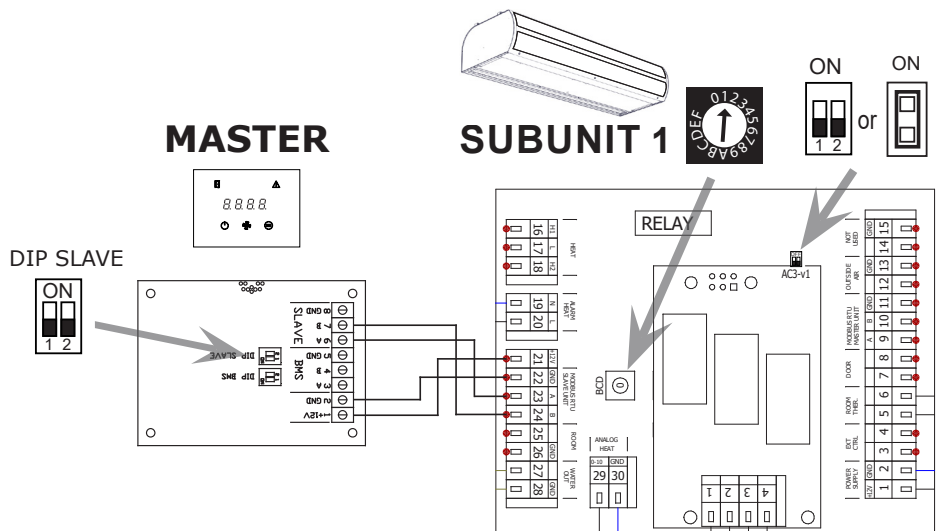 ON ON
MASTER SUBUNIT 1
0123456789ABCDEF
1 2 or
8.8.8.8.
DIP SLAVE
ON
1 2
RELAY
AC3-v1
BCD
SLAVE
8 GND
7 B
6 A
BMS
5 GND
4 B
3 A
2 GND
1 +12V
DIP SLAVE
DIP BMS
16 H1
17 L
18 H2
HEAT
19 N
20 L
ALARM HEAT
21 12V
22 GND
23 A
24 B
MODBUS RTU SLAVE UNIT
25
26 GND
ROOM
27
28 GND
WATER OUT
ANALOG HEAT
0-10 GND
29 30
1 2 3 4
NOT USED
GND 15
14
OUTSIDE AIR
GND 13
12
MODBUS RTU MASTER UNIT
GND 11
B 10
A 9
DOOR
8
7
ROOM THER.
6
5
EXT CTRL
4
3
POWER SUPPLY
GND 2
12V 1